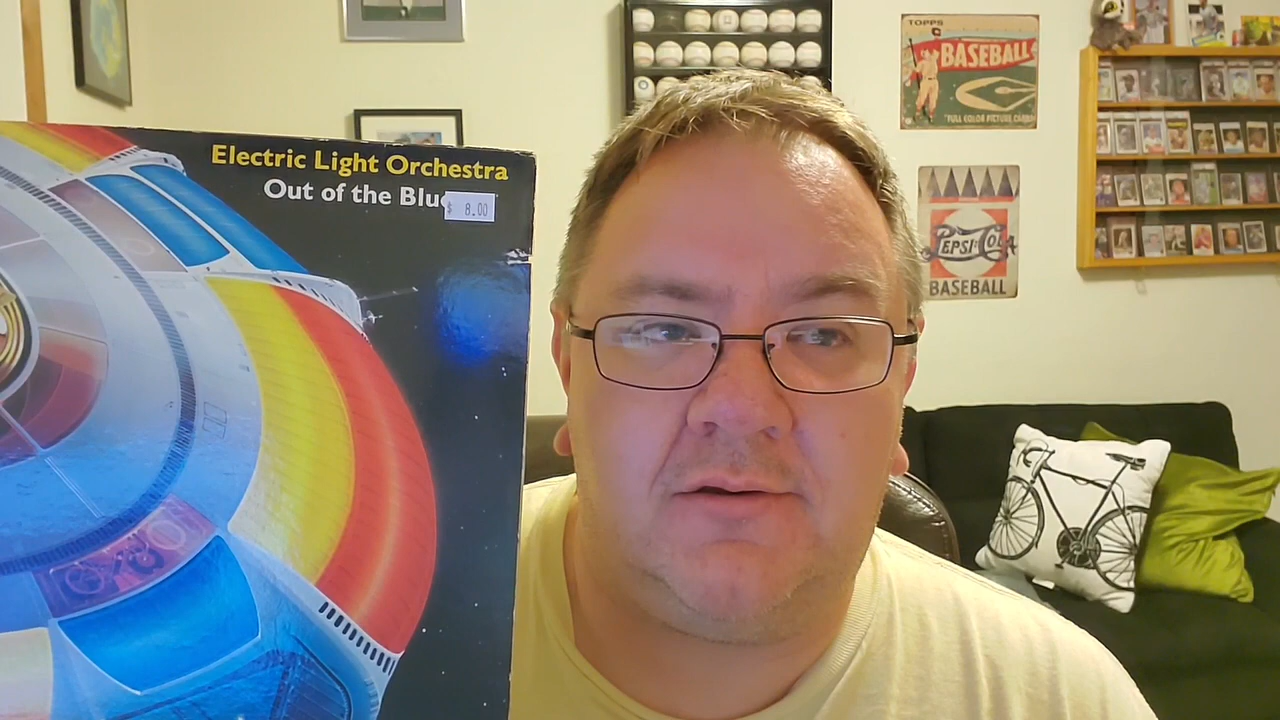 Electric Light Orchestra
Out of the Blu
$ 8.00
TOPPS
BASEBALL
"FULL COLOR PICTURE CARDS
PEPSI-COLA
BASEBALL